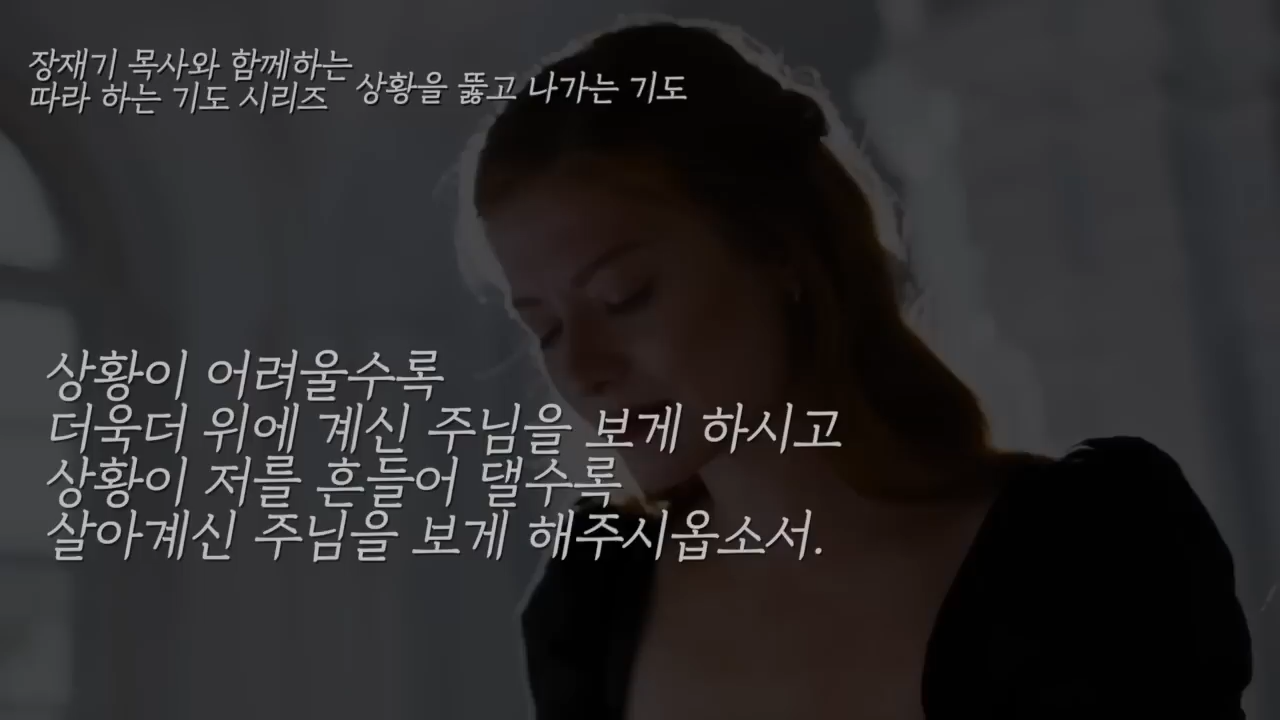 장재기 목사와 함께하는
따라 하는 기도 시리즈
상황을 뚫고 나가는 기도
상황이 어려울수록
더욱더 위에 계신 주님을 보게 하시고
상황이 저를 흔들어 댈수록
살아계신 주님을 보게 해주시옵소서.